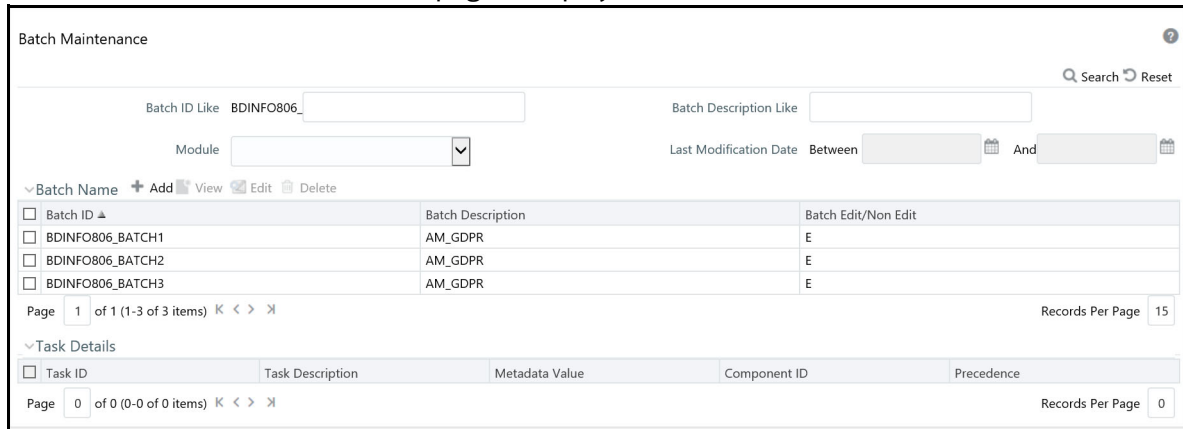 Batch Maintenance
Search Reset
Batch ID Like BDINFO806_ Batch Description Like
Module Last Modification Date Between And
Batch Name Add View Edit Delete
Batch ID Batch Description Batch Edit/Non Edit
BDINFO806_BATCH1 AM_GDPR E
BDINFO806_BATCH2 AM_GDPR E
BDINFO806_BATCH3 AM_GDPR E
Page 1 of 1 (1-3 of 3 items) Records Per Page 15
Task Details
Task ID Task Description Metadata Value Component ID Precedence
Page 0 of 0 (0-0 of 0 items) Records Per Page 0